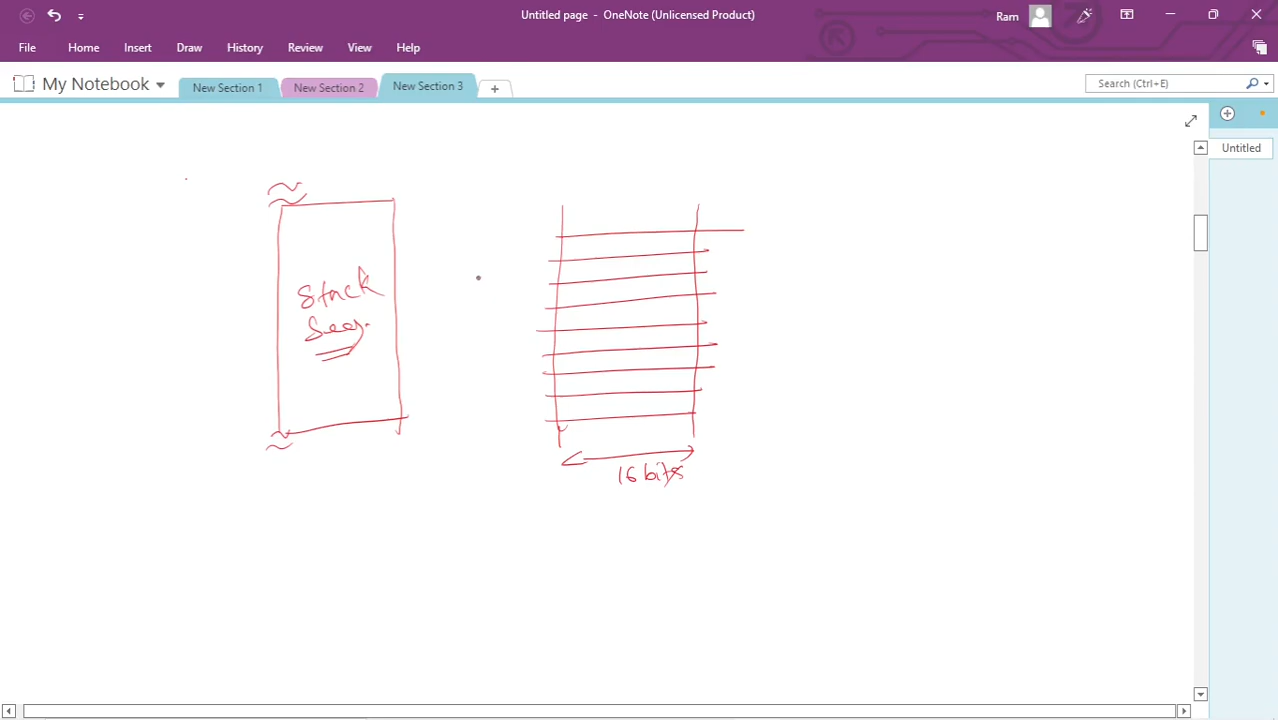 Untitled page - OneNote (Unlicensed Product)
Ram
File Home Insert Draw History Review View Help
My Notebook
New Section 1
New Section 2
New Section 3
Search (Ctrl+E)
Untitled
Stack
Seg.
16 bits